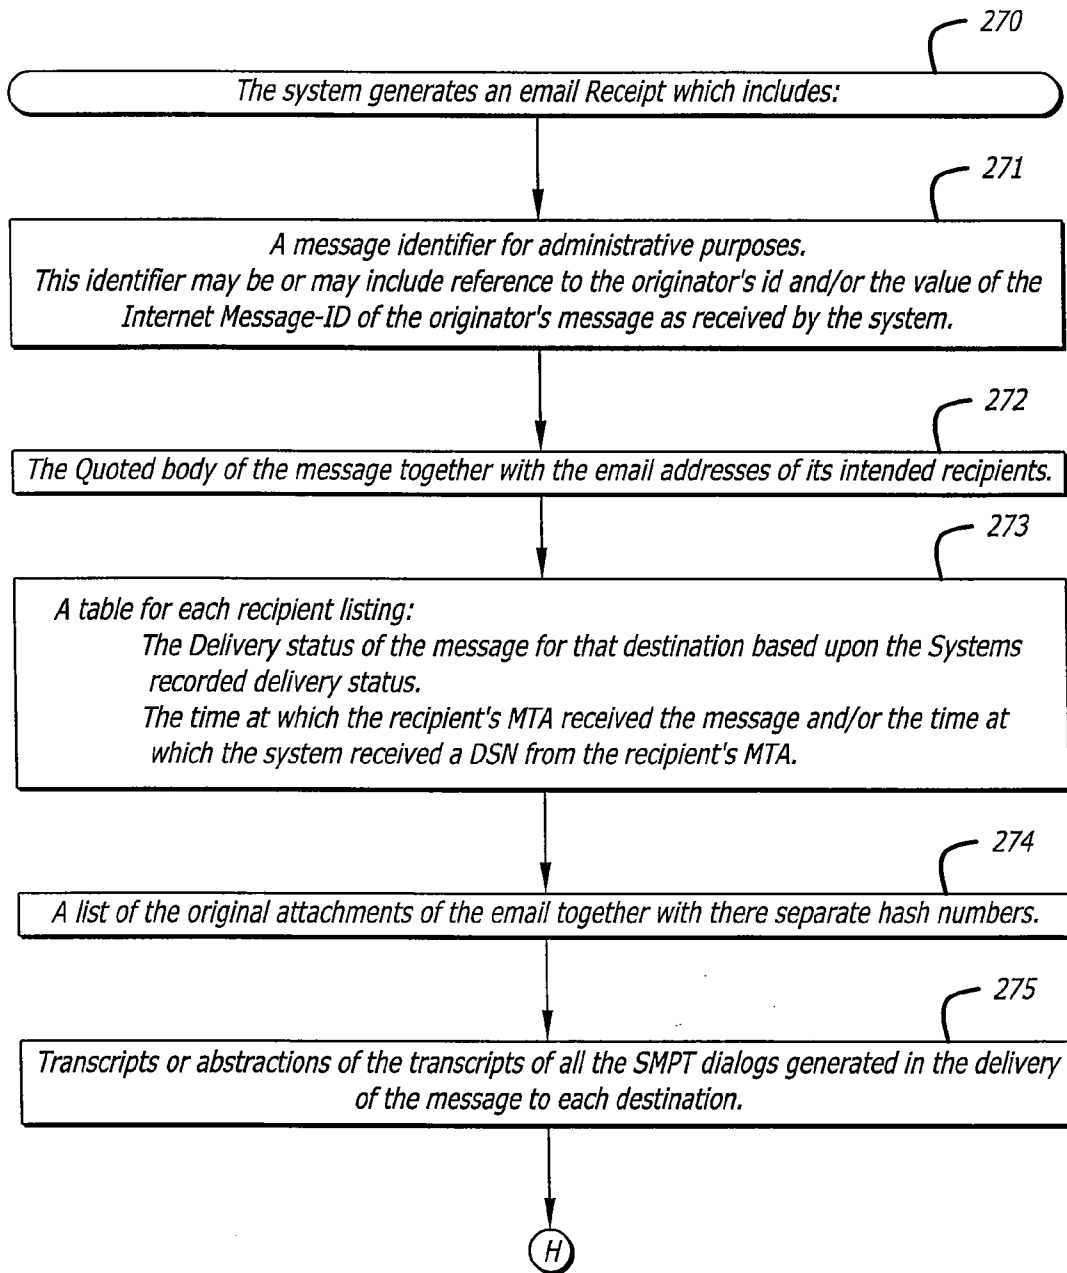 270
The system generates an email Receipt which includes:
271
A message identifier for administrative purposes.
This identifier may be or may include reference to the originator's id and/or the value of the
Internet Message-ID of the originator's message as received by the system.
272
The Quoted body of the message together with the email addresses of its intended recipients.
273
A table for each recipient listing:
The Delivery status of the message for that destination based upon the Systems
recorded delivery status.
The time at which the recipient's MTA received the message and/or the time at
which the system received a DSN from the recipient's MTA.
274
A list of the original attachments of the email together with there separate hash numbers.
275
Transcripts or abstractions of the transcripts of all the SMPT dialogs generated in the delivery
of the message to each destination.
H